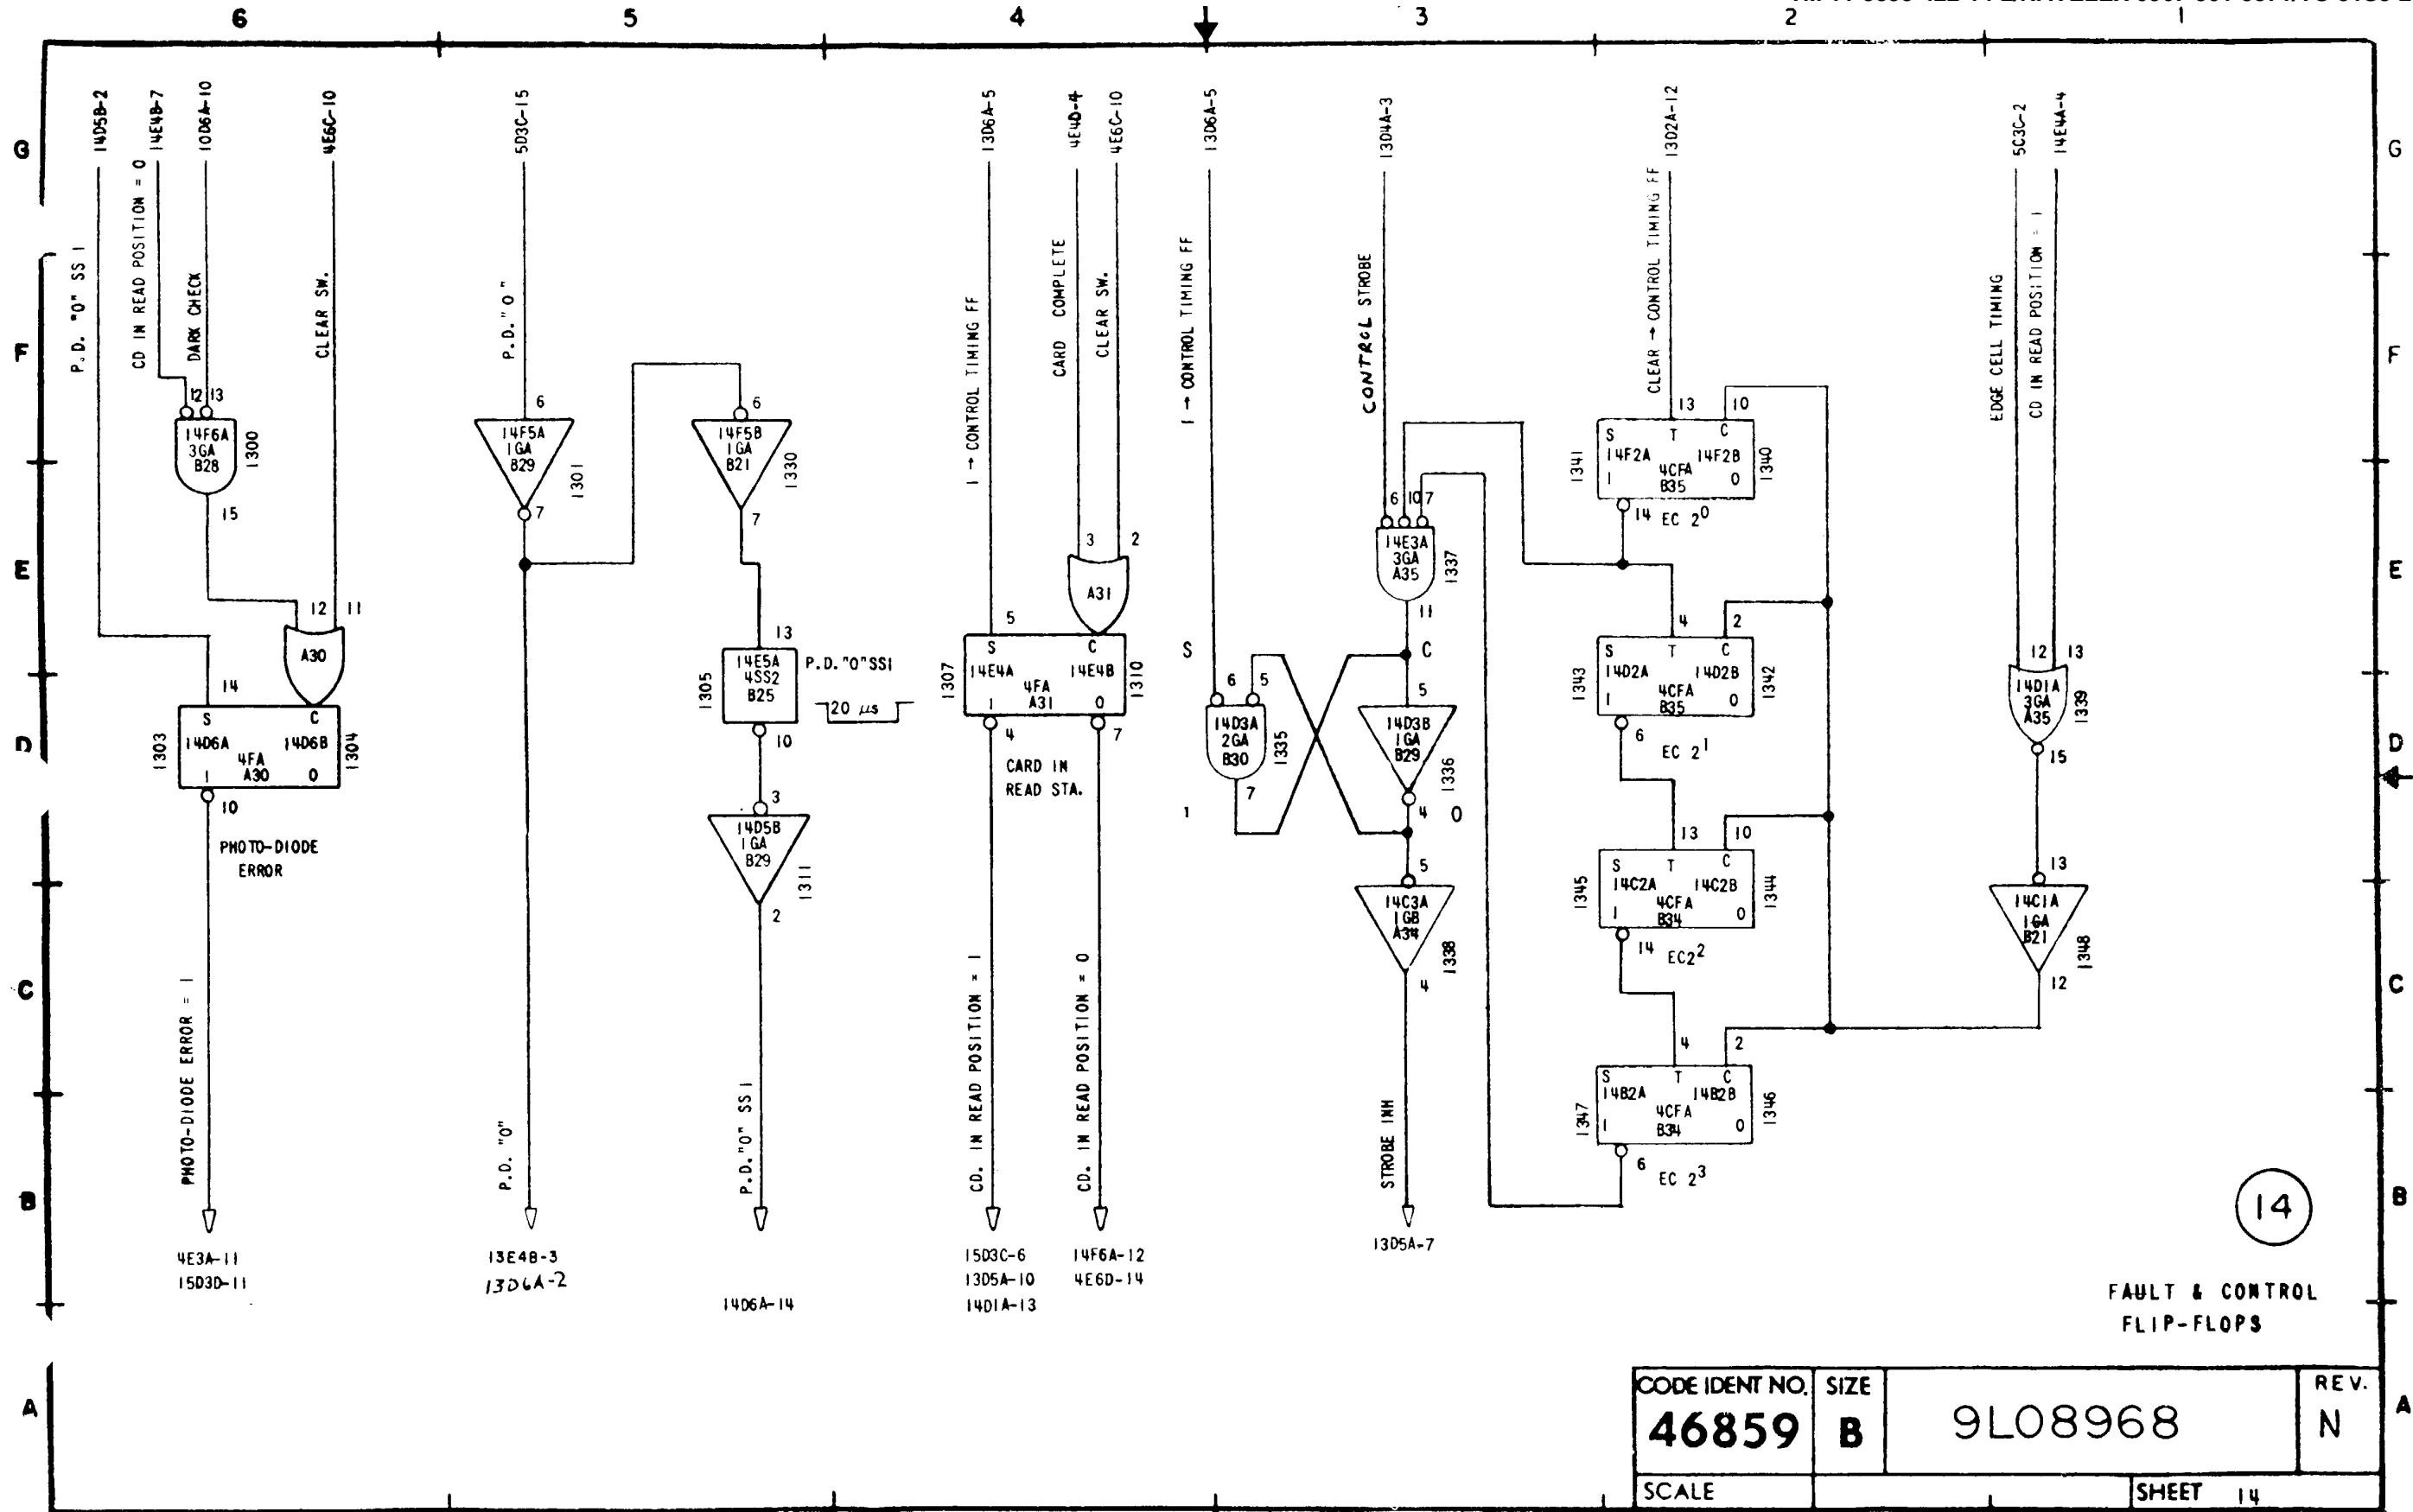 6 5 4 3 2 1
G
14D5B-2
14E4B-7
10D6A-10
4E6C-10
5D3C-15
13D6A-5
4E4D-4
4E6C-10
13D6A-5
13D4A-3
13D2A-12
5C3C-2
14E4A-4
G
P.D. "O" SS 1
CD IN READ POSITION = 0
DARK CHECK
CLEAR SW.
P.D. "O"
1 → CONTROL TIMING FF
CARD COMPLETE
CLEAR SW.
1 → CONTROL TIMING FF
CONTROL STROBE
CLEAR → CONTROL TIMING FF
EDGE CELL TIMING
CD IN READ POSITION = 1
F
F
12 13
14F6A
3GA
B28
1300
15
6
14F5A
1GA
B29
1301
7
6
14F5B
1GA
B21
1330
7
13 10
S T C
14F2A 14F2B
4CFA
B35
1 0
1341
1340
14 EC 2⁰
E
E
12 11
A30
14
S C
14D6A 14D6B
4FA
A30
1 0
1303
1304
10
PHOTO-DIODE
ERROR
13
14E5A
4SS2
B25
1305
P.D."O"SS1
20 μs
10
3
14D5B
1GA
B29
1311
2
3 2
A31
5
S C
14E4A 14E4B
4FA
A31
1 0
1307
1310
4 7
CARD IN
READ STA.
6 10 7
14E3A
3GA
A35
1337
11
S C
6 5
14D3A
2GA
B30
1335
7
1
5
14D3B
1GA
B29
1336
4 0
5
14C3A
1GB
A34
1338
4
4 2
S T C
14D2A 14D2B
4CFA
B35
1 0
1343
1342
6 EC 2¹
12 13
14D1A
3GA
A35
1339
15
D
D
13 10
S T C
14C2A 14C2B
4CFA
B34
1 0
1345
1344
14 EC2²
13
14C1A
1GA
B21
1348
12
C
C
4 2
S T C
14B2A 14B2B
4CFA
B34
1 0
1347
1346
6 EC 2³
PHOTO-DIODE ERROR = 1
P.D. "O"
P.D."O" SS 1
CD. IN READ POSITION = 1
CD. IN READ POSITION = 0
STROBE INH
B
B
4E3A-11
15D3D-11
13E4B-3
13D6A-2
14D6A-14
15D3C-6
13D5A-10
14D1A-13
14F6A-12
4E6D-14
13D5A-7
14
FAULT & CONTROL
FLIP-FLOPS
A
A
CODE IDENT NO. SIZE REV.
46859 B 9L08968 N
SCALE SHEET 14